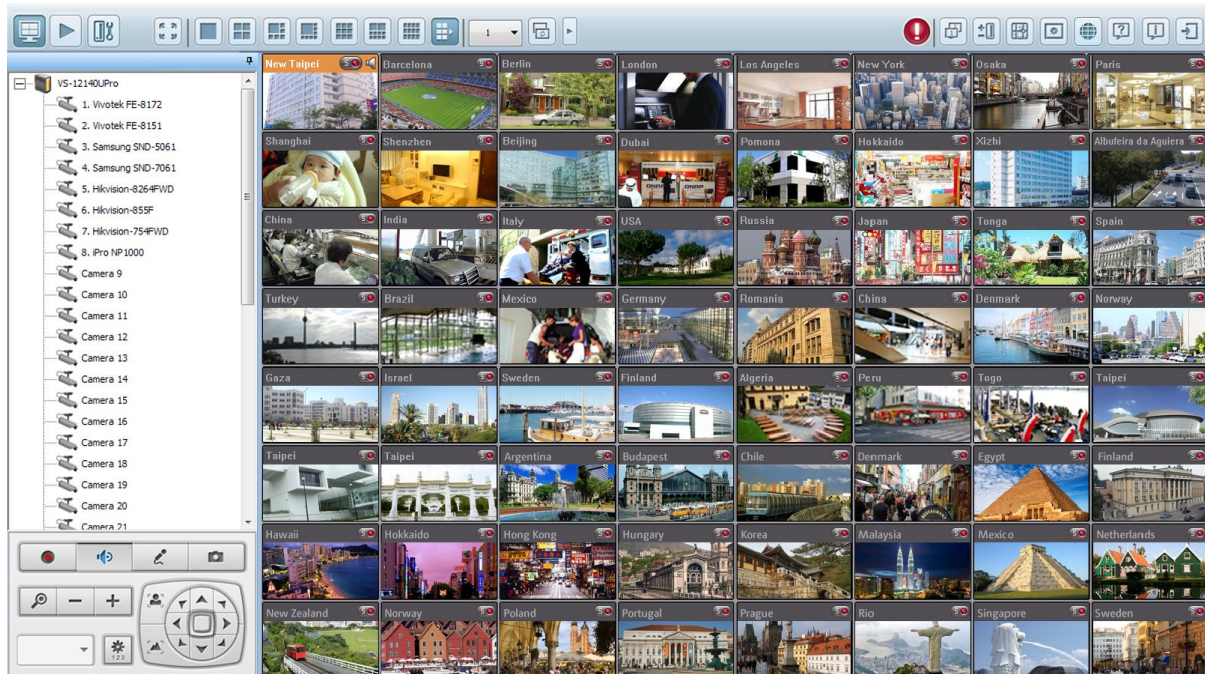 1
VS-12140UPro
1. Vivotek FE-8172
2. Vivotek FE-8151
3. Samsung SND-5061
4. Samsung SND-7061
5. Hikvision-8264FWD
6. Hikvision-855F
7. Hikvision-754FWD
8. iPro NP1000
Camera 9
Camera 10
Camera 11
Camera 12
Camera 13
Camera 14
Camera 15
Camera 16
Camera 17
Camera 18
Camera 19
Camera 20
Camera 21
123
New Taipei Barcelona Berlin London Los Angeles New York Osaka Paris
Shanghai Shenzhen Beijing Dubai Pomona Hokkaido Xizhi Albufeira da Aguiera
China India Italy USA Russia Japan Tonga Spain
Turkey Brazil Mexico Germany Romania China Denmark Norway
Gaza Israel Sweden Finland Algeria Peru Togo Taipei
Taipei Taipei Argentina Budapest Chile Denmark Egypt Finland
Hawaii Hokkaido Hong Kong Hungary Korea Malaysia Mexico Netherlands
New Zealand Norway Poland Portugal Prague Rio Singapore Sweden